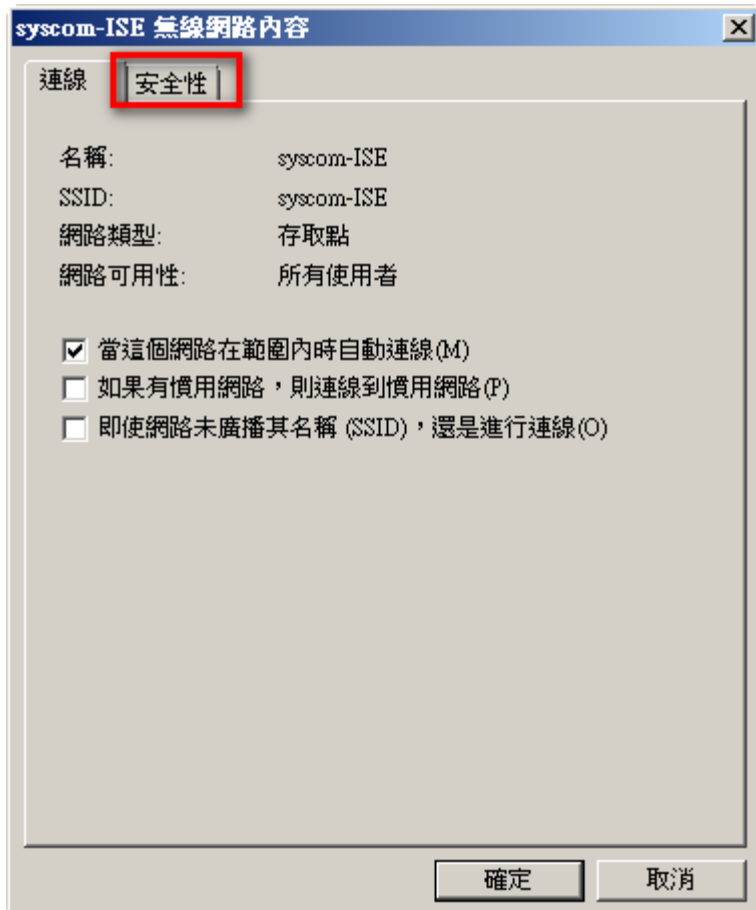 syscom-ISE 無線網路內容
連線 安全性
名稱: syscom-ISE
SSID: syscom-ISE
網路類型: 存取點
網路可用性: 所有使用者
當這個網路在範圍內時自動連線(M)
如果有慣用網路，則連線到慣用網路(P)
即使網路未廣播其名稱 (SSID)，還是進行連線(O)
確定 取消